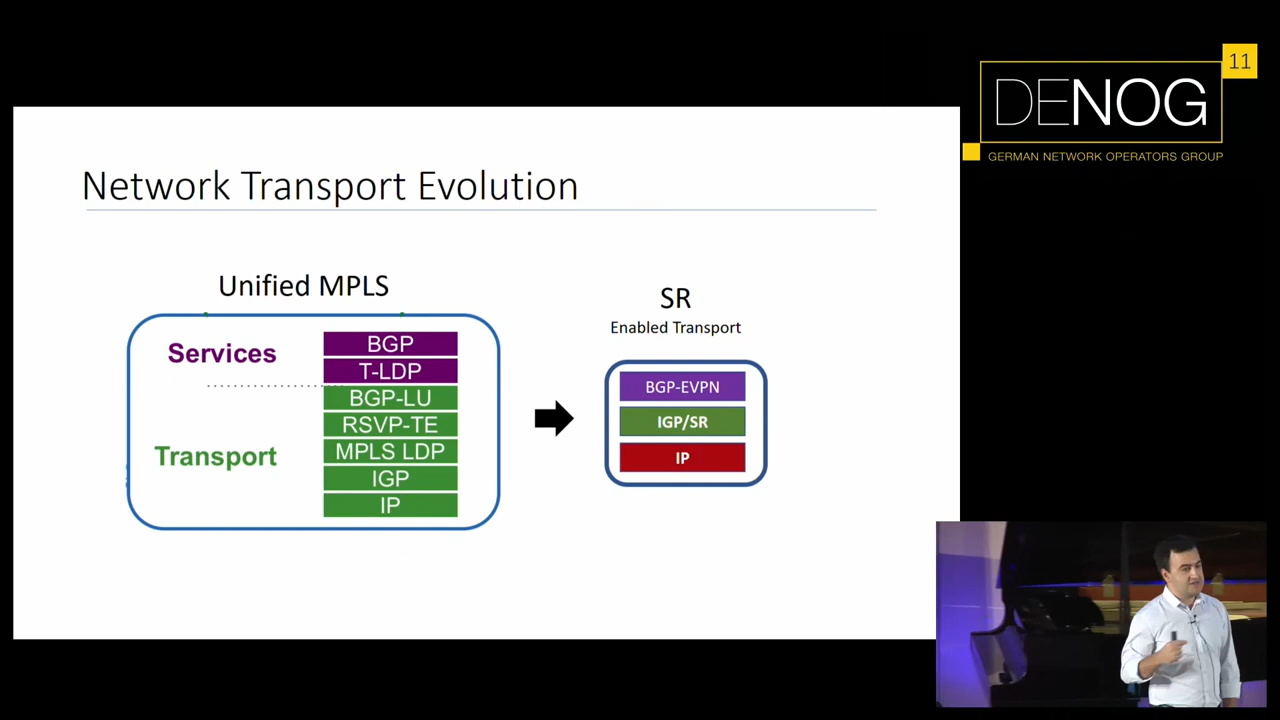 11
DENOG
GERMAN NETWORK OPERATORS GROUP
Network Transport Evolution
Unified MPLS
Services
Transport
BGP
T-LDP
BGP-LU
RSVP-TE
MPLS LDP
IGP
IP
SR
Enabled Transport
BGP-EVPN
IGP/SR
IP